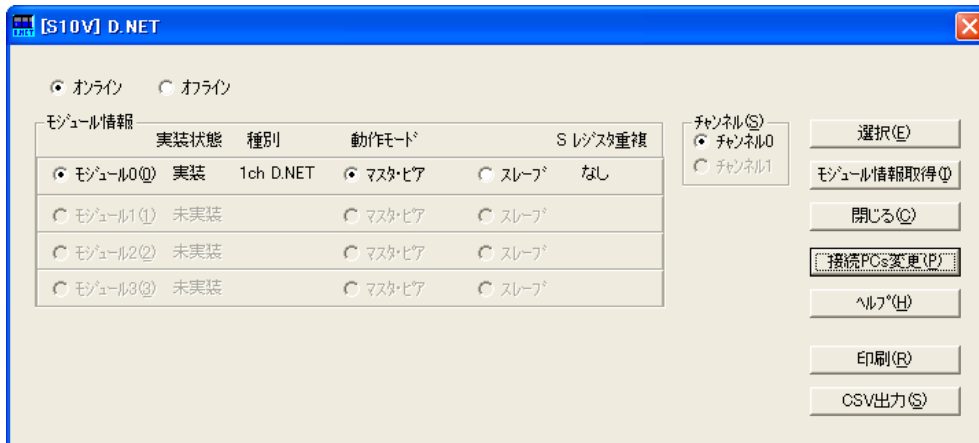 [S10V] D.NET
オンライン オフライン
モジュール情報
実装状態 種別 動作モード S レジスタ重複
モジュール0(0) 実装 1ch D.NET マスタ・ピア スレーブ なし
モジュール1(1) 未実装 マスタ・ピア スレーブ
モジュール2(2) 未実装 マスタ・ピア スレーブ
モジュール3(3) 未実装 マスタ・ピア スレーブ
チャンネル(S)
チャンネル0
チャンネル1
選択(E)
モジュール情報取得(I)
閉じる(C)
接続PCs変更(P)
ヘルプ(H)
印刷(R)
CSV出力(S)